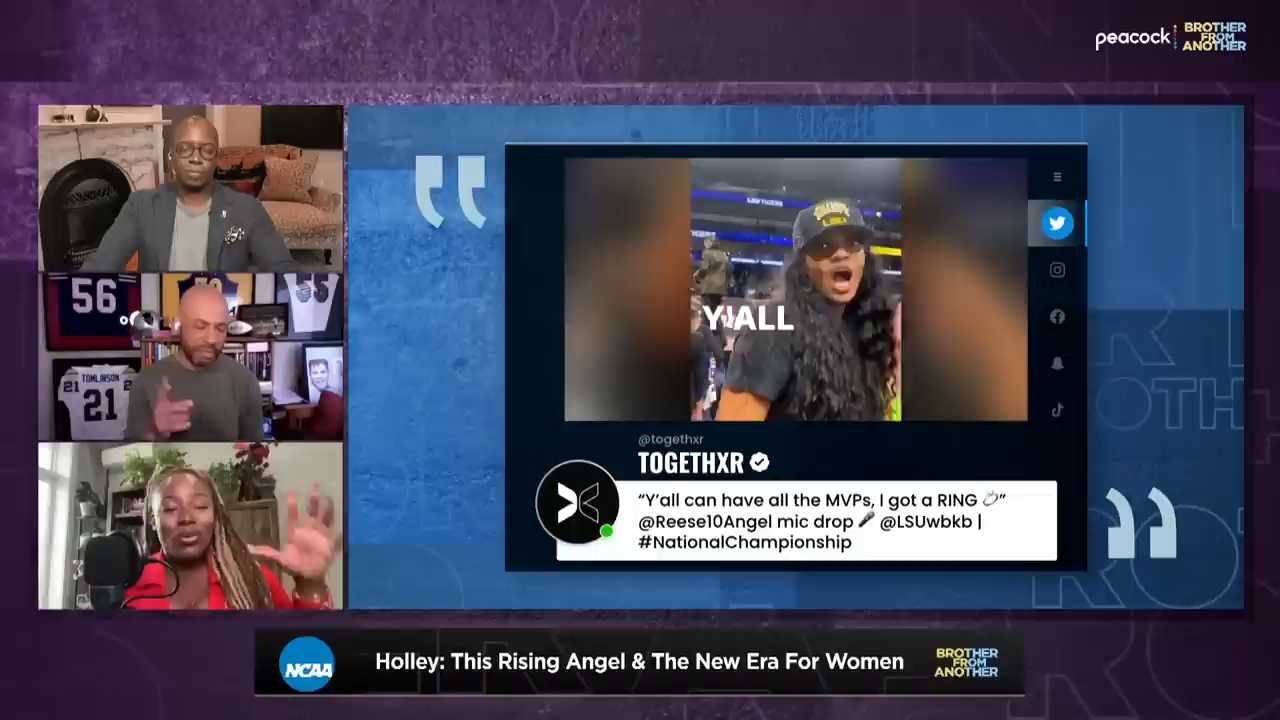 peacock
BROTHER
FROM
ANOTHER
56
TOMLINSON
21
21
Y'ALL
@togethxr
TOGETHXR
“Y’all can have all the MVPs, I got a RING 💍”
@Reese10Angel mic drop 🎤 @LSUwbkb |
#NationalChampionship
NCAA
Holley: This Rising Angel & The New Era For Women
BROTHER
FROM
ANOTHER